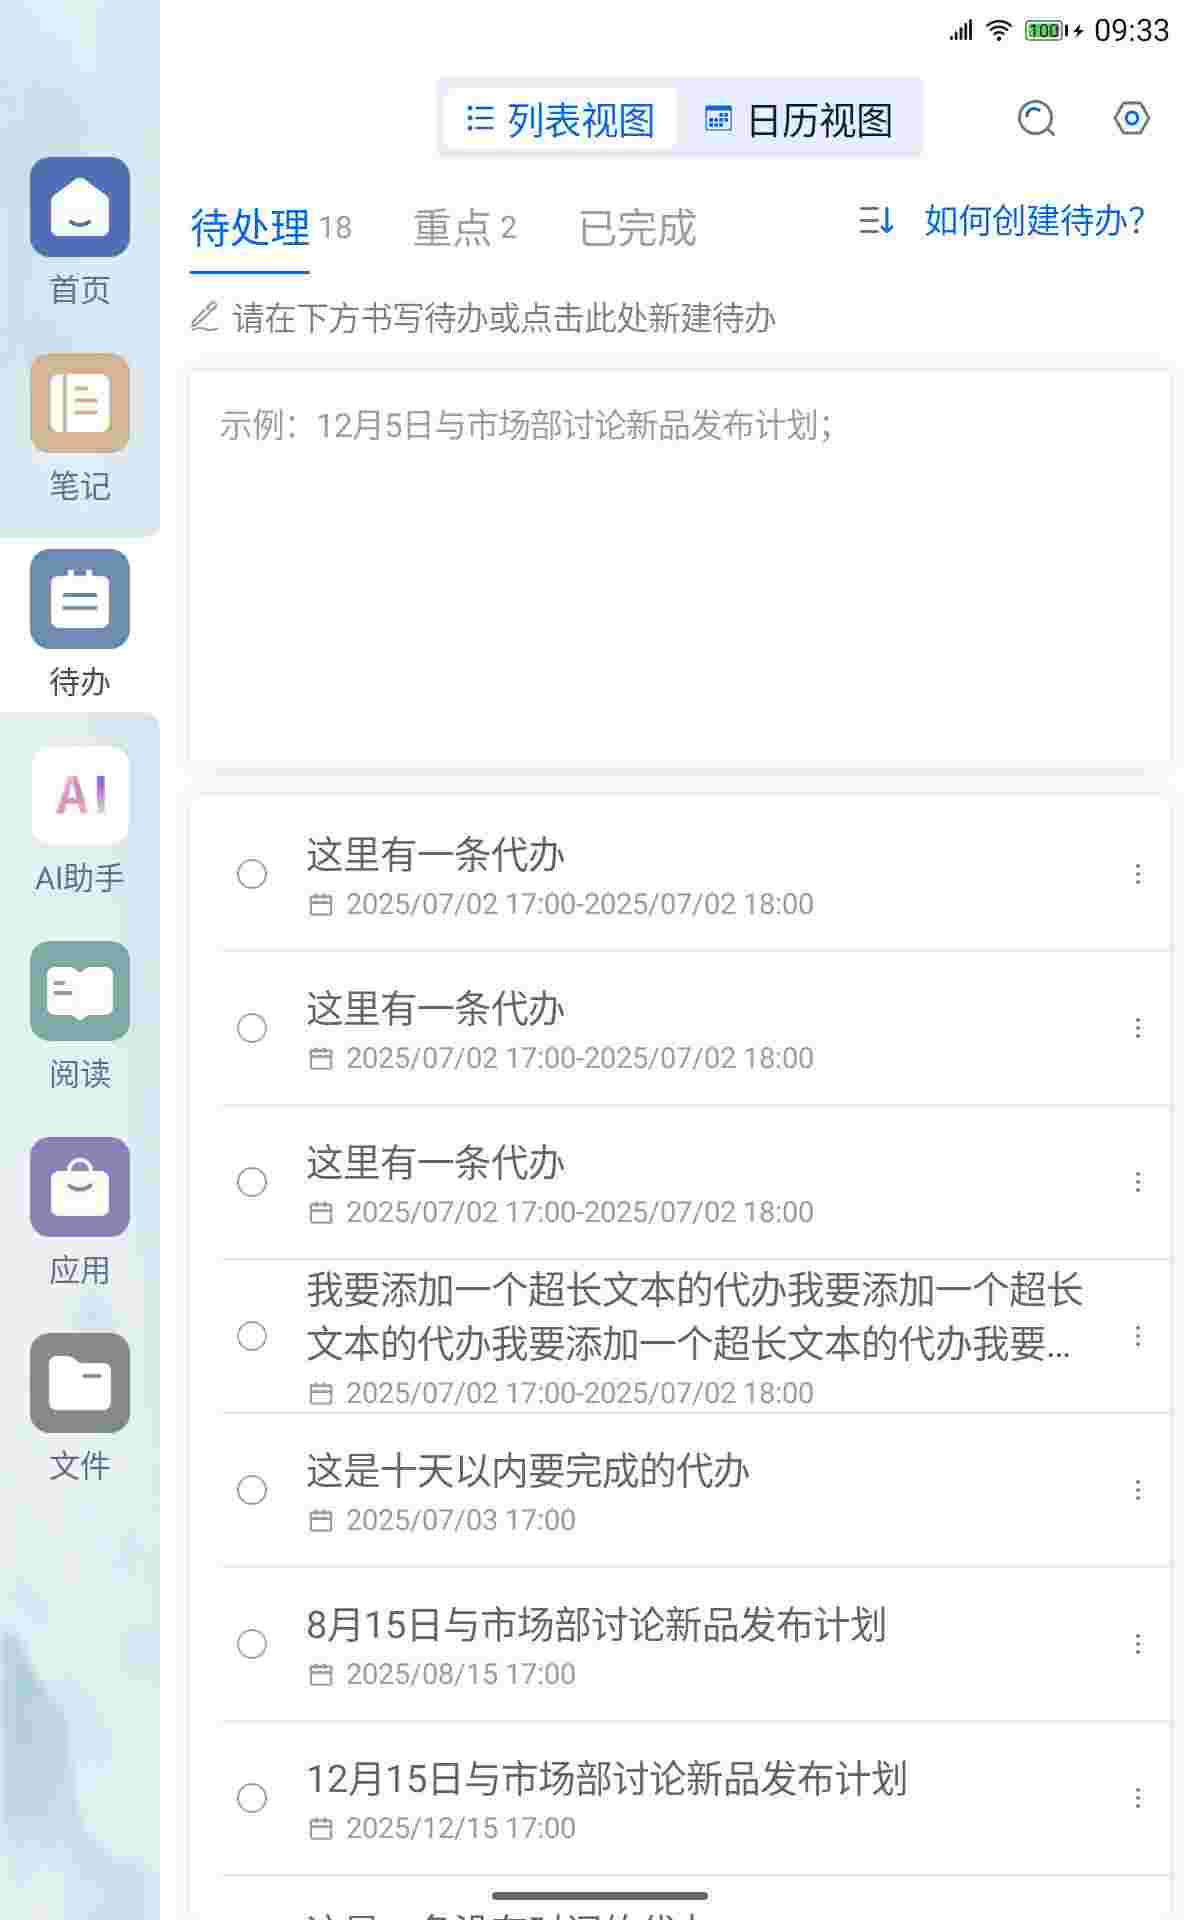 100 09:33
列表视图 日历视图
待处理 18 重点 2 已完成 如何创建待办?
请在下方书写待办或点击此处新建待办
示例：12月5日与市场部讨论新品发布计划;
首页
笔记
待办
AI
AI助手
阅读
应用
文件
这里有一条代办
2025/07/02 17:00-2025/07/02 18:00
这里有一条代办
2025/07/02 17:00-2025/07/02 18:00
这里有一条代办
2025/07/02 17:00-2025/07/02 18:00
我要添加一个超长文本的代办我要添加一个超长
文本的代办我要添加一个超长文本的代办我要...
2025/07/02 17:00-2025/07/02 18:00
这是十天以内要完成的代办
2025/07/03 17:00
8月15日与市场部讨论新品发布计划
2025/08/15 17:00
12月15日与市场部讨论新品发布计划
2025/12/15 17:00